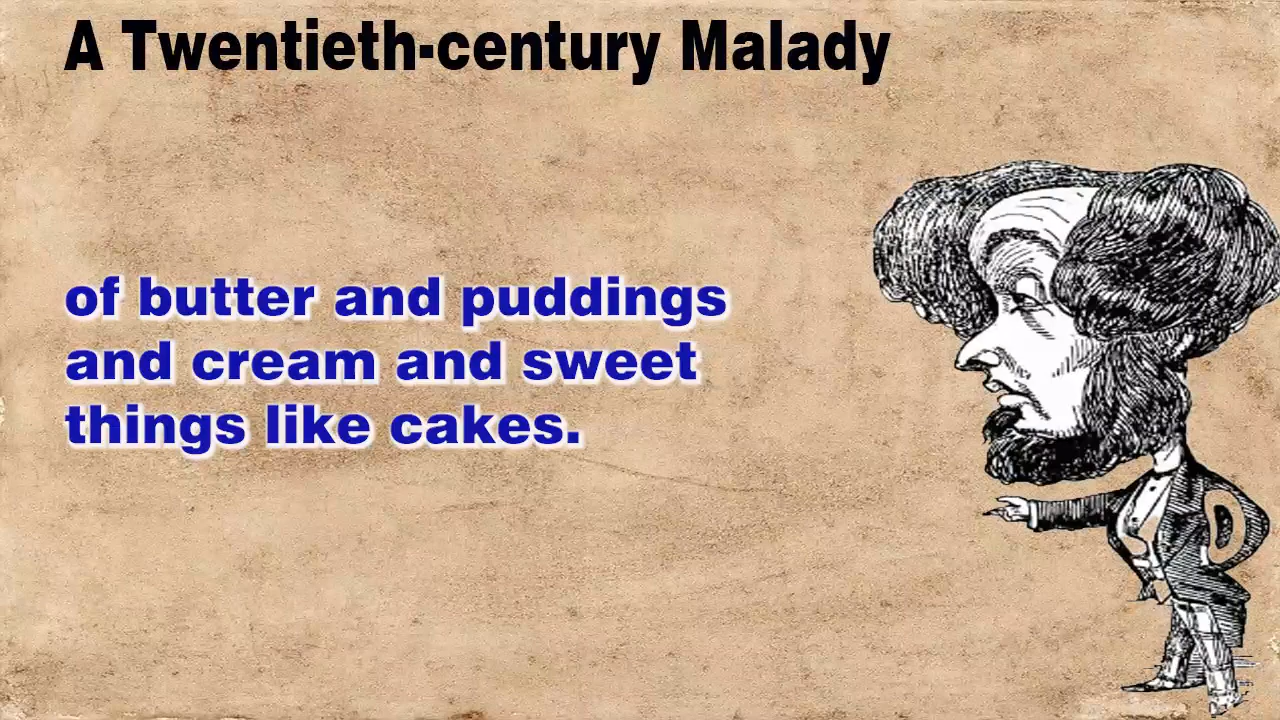 A Twentieth-century Malady
of butter and puddings
and cream and sweet
things like cakes.